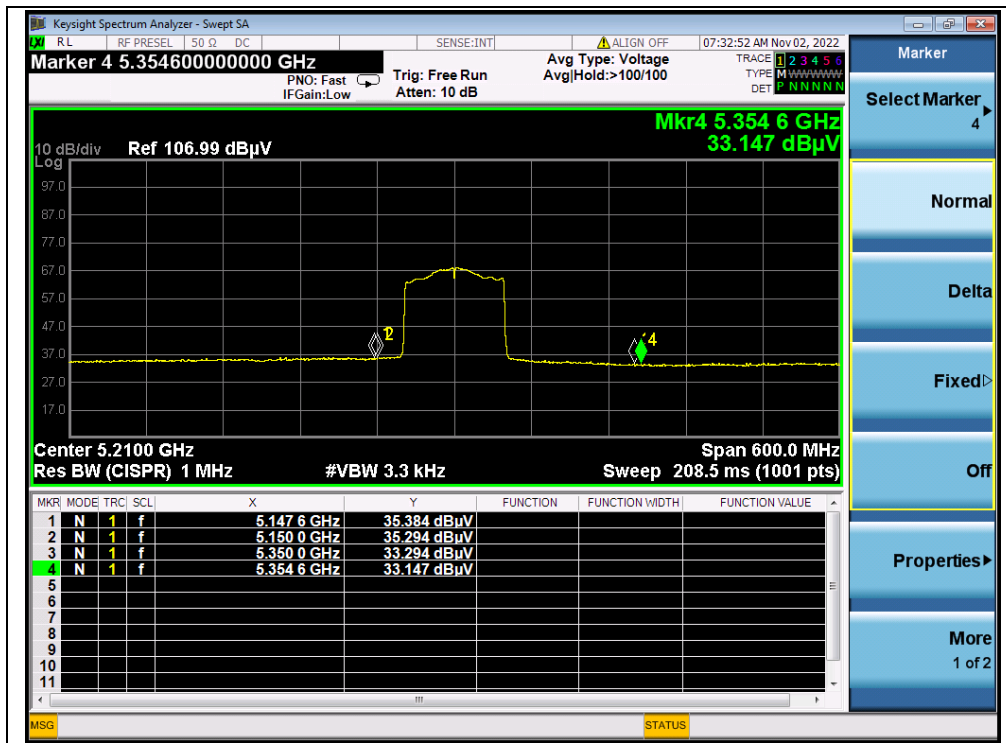 Keysight Spectrum Analyzer - Swept SA
LXI RL RF PRESEL 50 Ω DC SENSE:INT ALIGN OFF 07:32:52 AM Nov 02, 2022
Marker 4 5.354600000000 GHz
PNO: Fast
IFGain:Low
Trig: Free Run
Atten: 10 dB
Avg Type: Voltage
Avg|Hold:>100/100
TRACE 1 2 3 4 5 6
TYPE M W W W W W
DET P N N N N N
Mkr4 5.354 6 GHz
33.147 dBµV
10 dB/div Ref 106.99 dBµV
Log
97.0
87.0
77.0
67.0
57.0
47.0
37.0
27.0
17.0
2
4
Center 5.2100 GHz Span 600.0 MHz
Res BW (CISPR) 1 MHz #VBW 3.3 kHz Sweep 208.5 ms (1001 pts)
MKR MODE TRC SCL X Y FUNCTION FUNCTION WIDTH FUNCTION VALUE
1 N 1 f 5.147 6 GHz 35.384 dBµV
2 N 1 f 5.150 0 GHz 35.294 dBµV
3 N 1 f 5.350 0 GHz 33.294 dBµV
4 N 1 f 5.354 6 GHz 33.147 dBµV
5
6
7
8
9
10
11
MSG STATUS
Marker
Select Marker
4
Normal
Delta
Fixed
Off
Properties
More
1 of 2